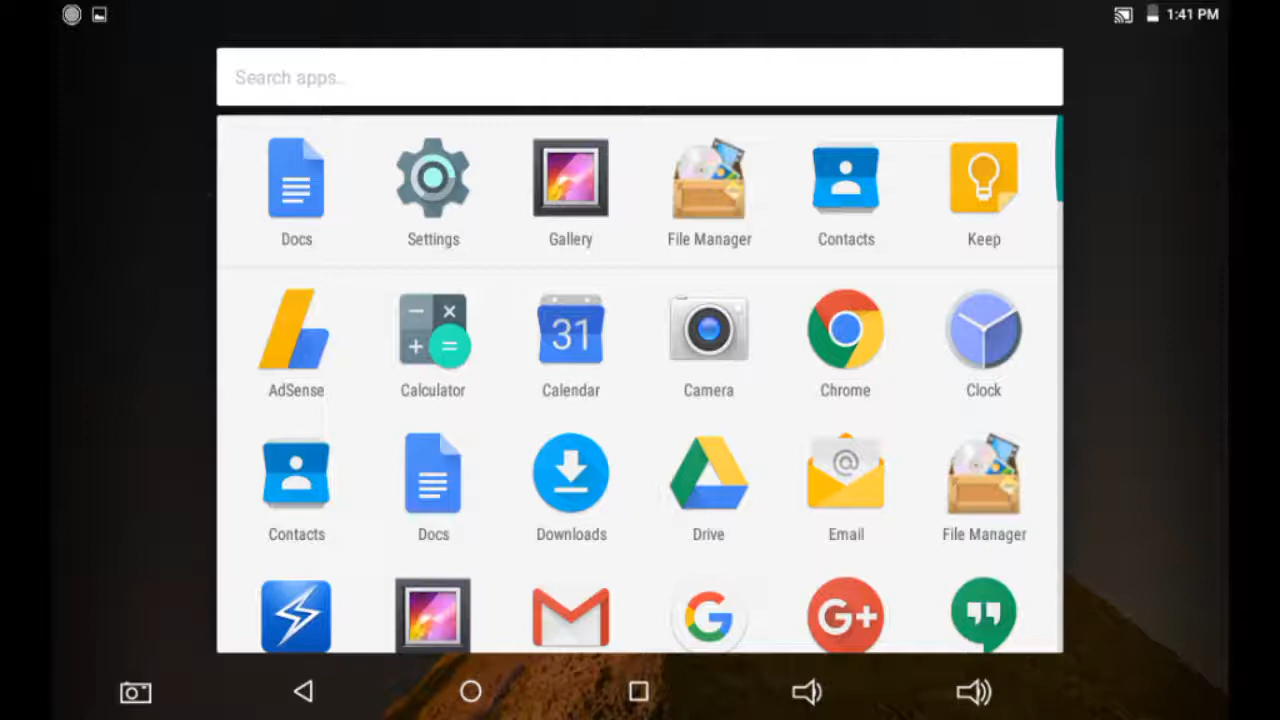 1:41 PM
Search apps...
Docs Settings Gallery File Manager Contacts Keep
31
AdSense Calculator Calendar Camera Chrome Clock
@
Contacts Docs Downloads Drive Email File Manager
G G+